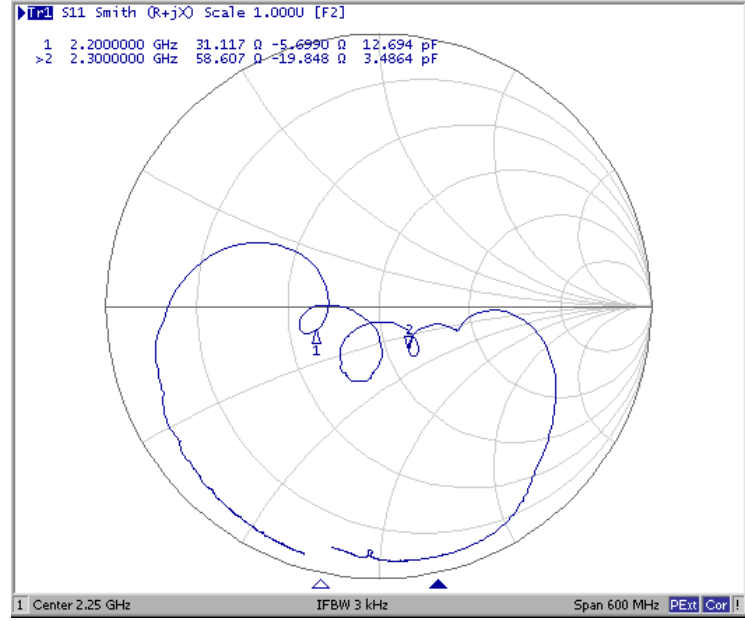 Tr1 S11 Smith (R+jX) Scale 1.000U [F2]
1 2.2000000 GHz 31.117 Ω -5.6990 Ω 12.694 pF
>2 2.3000000 GHz 58.607 Ω -19.848 Ω 3.4864 pF
2
1
1 Center 2.25 GHz IFBW 3 kHz Span 600 MHz PExt Cor !